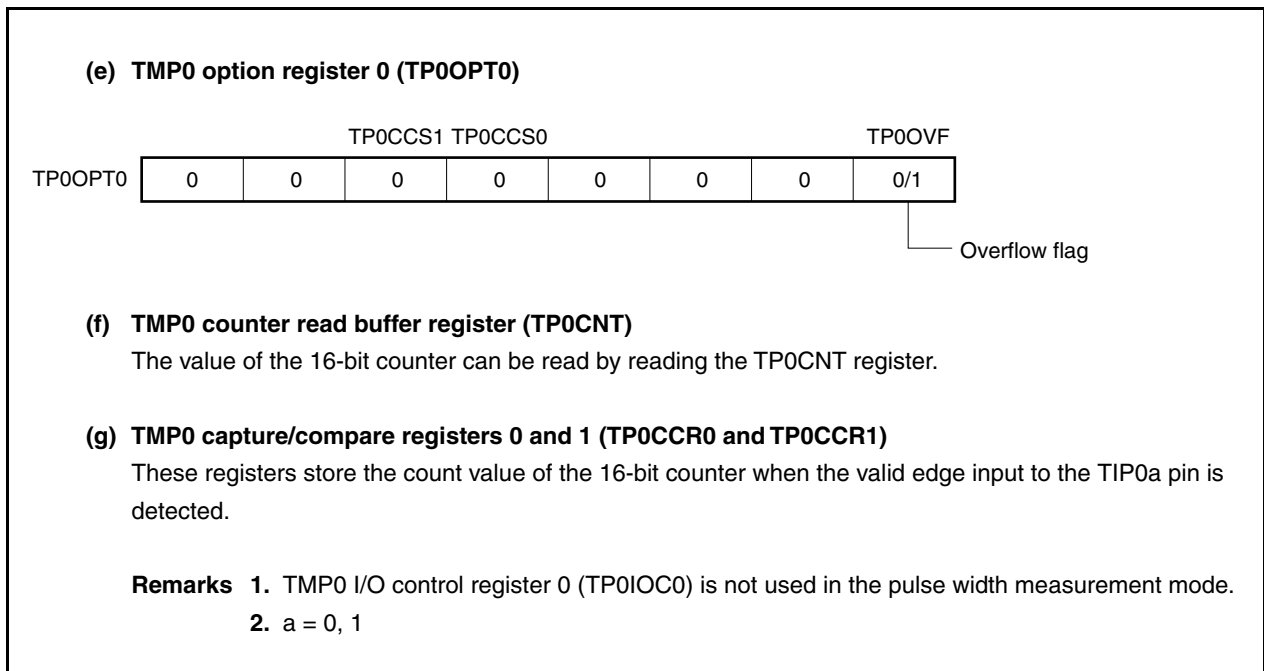 (e) TMP0 option register 0 (TP0OPT0)
TP0CCS1 TP0CCS0 TP0OVF
TP0OPT0 0 0 0 0 0 0 0 0/1
Overflow flag
(f) TMP0 counter read buffer register (TP0CNT)
The value of the 16-bit counter can be read by reading the TP0CNT register.
(g) TMP0 capture/compare registers 0 and 1 (TP0CCR0 and TP0CCR1)
These registers store the count value of the 16-bit counter when the valid edge input to the TIP0a pin is
detected.
Remarks 1. TMP0 I/O control register 0 (TP0IOC0) is not used in the pulse width measurement mode.
2. a = 0, 1